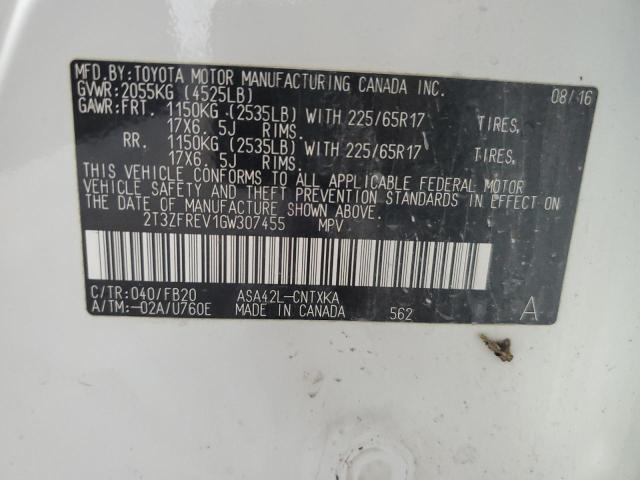 MFD.BY:TOYOTA MOTOR MANUFACTURING CANADA INC.
GVWR:2055KG (4525LB) 08/16
GAWR:FRT. 1150KG (2535LB) WITH 225/65R17 TIRES,
17X6.5J RIMS.
RR. 1150KG (2535LB) WITH 225/65R17 TIRES,
17X6.5J RIMS.
THIS VEHICLE CONFORMS TO ALL APPLICABLE FEDERAL MOTOR
VEHICLE SAFETY AND THEFT PREVENTION STANDARDS IN EFFECT ON
THE DATE OF MANUFACTURE SHOWN ABOVE.
2T3ZFREV1GW307455 MPV
C/TR:040/FB20 ASA42L-CNTXKA
A/TM:-02A/U760E MADE IN CANADA 562 A